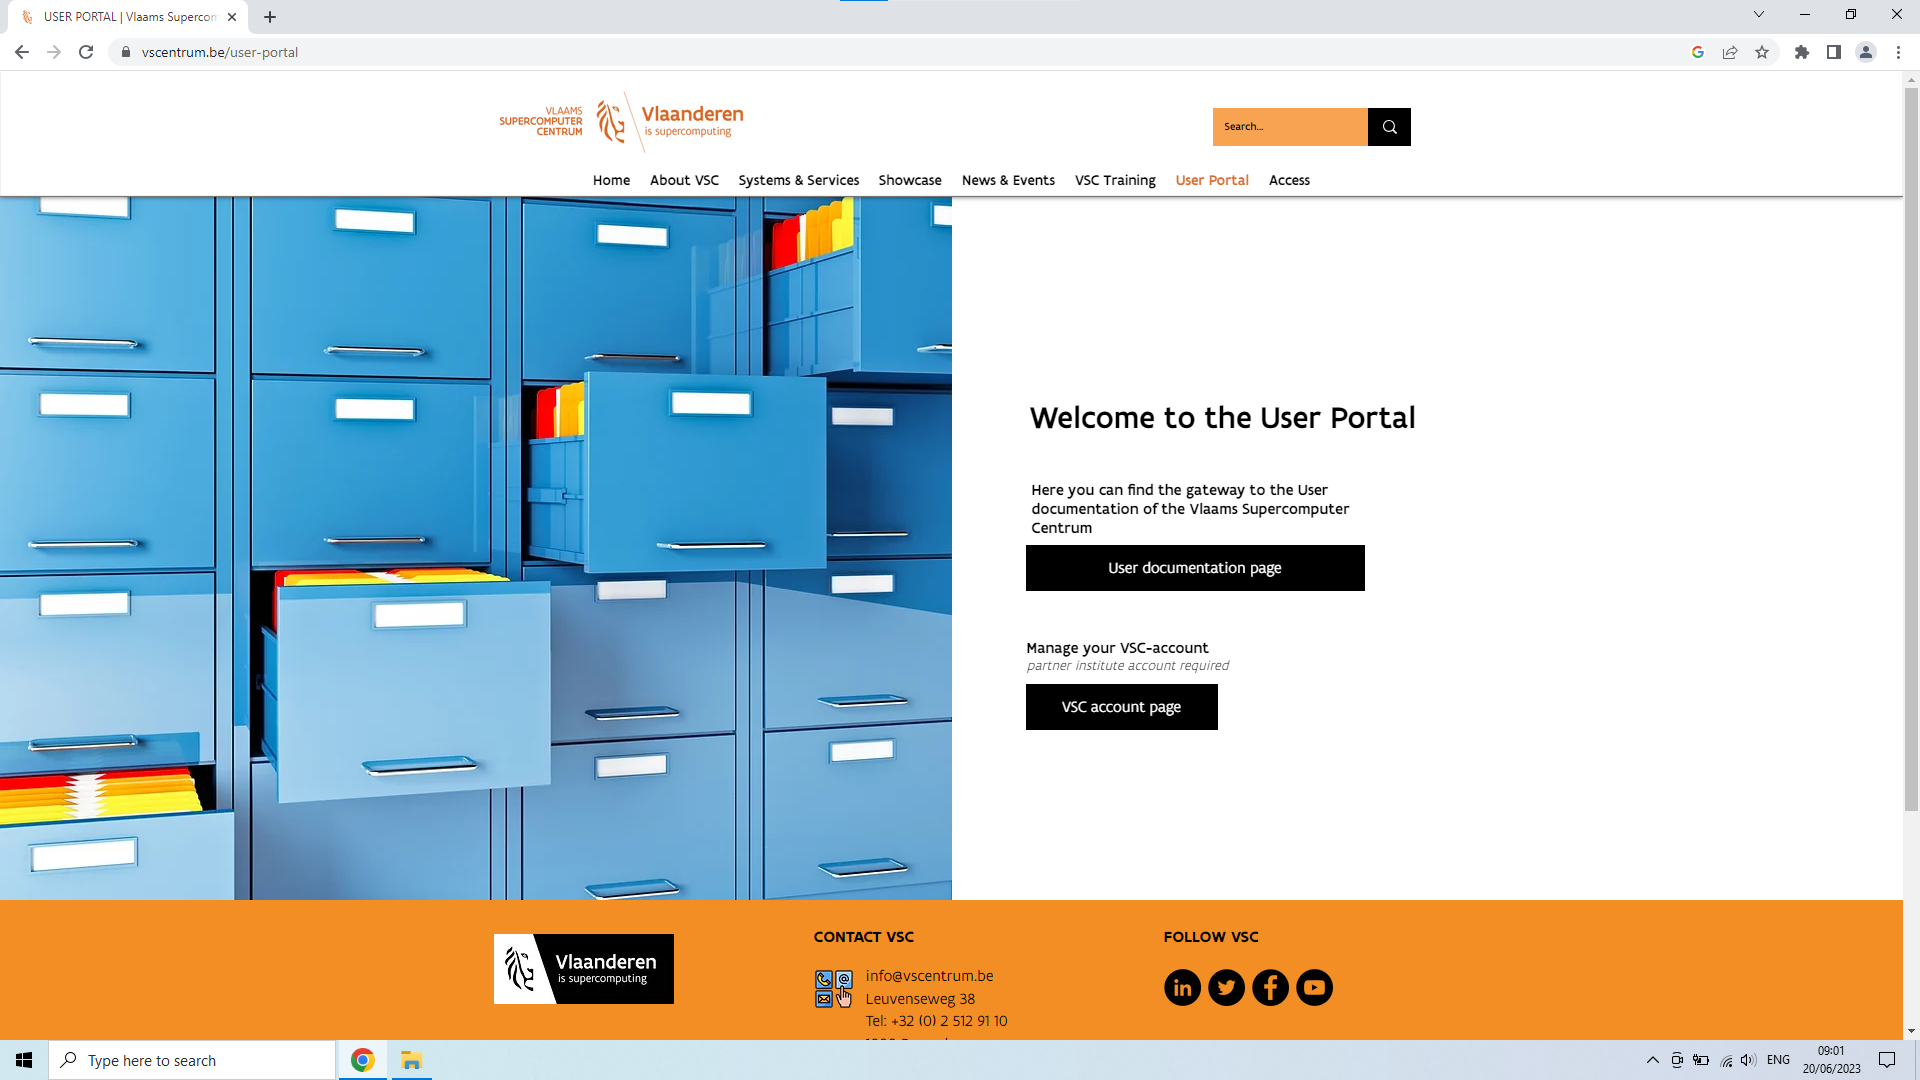 USER PORTAL | Vlaams Supercom
vscentrum.be/user-portal
VLAAMS
SUPERCOMPUTER
CENTRUM
Vlaanderen
is supercomputing
Search...
Home About VSC Systems & Services Showcase News & Events VSC Training User Portal Access
Welcome to the User Portal
Here you can find the gateway to the User
documentation of the Vlaams Supercomputer
Centrum
User documentation page
Manage your VSC-account
partner institute account required
VSC account page
Vlaanderen
is supercomputing
CONTACT VSC
info@vscentrum.be
Leuvenseweg 38
Tel: +32 (0) 2 512 91 10
FOLLOW VSC
Type here to search
ENG
09:01
20/06/2023